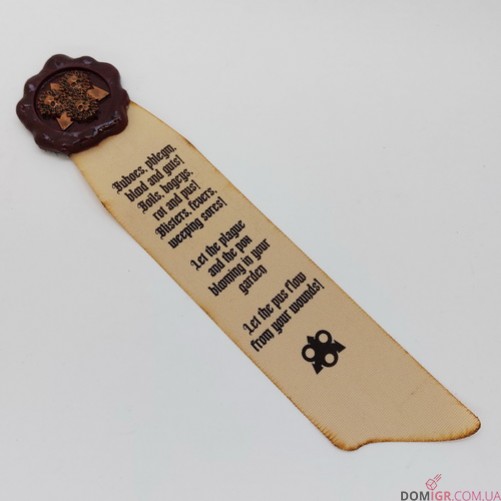 Buboes, phlegm,
blood and guts!
Boils, bogeys,
rot and pus!
Blisters, fevers,
weeping sores!
Let the plague
and the pox
blooming in your
garden
Let the pus flow
from your wounds!
DOMIGR.COM.UA